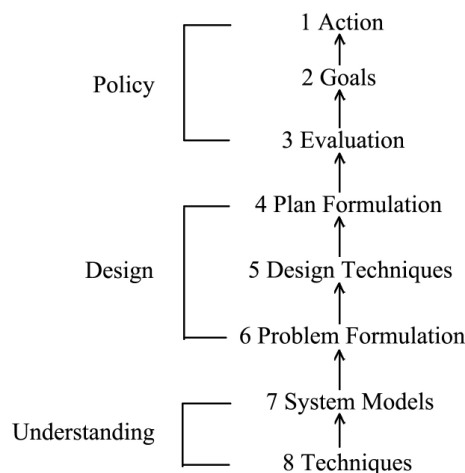 1 Action
2 Goals
Policy
3 Evaluation
4 Plan Formulation
5 Design Techniques
Design
6 Problem Formulation
7 System Models
Understanding
8 Techniques